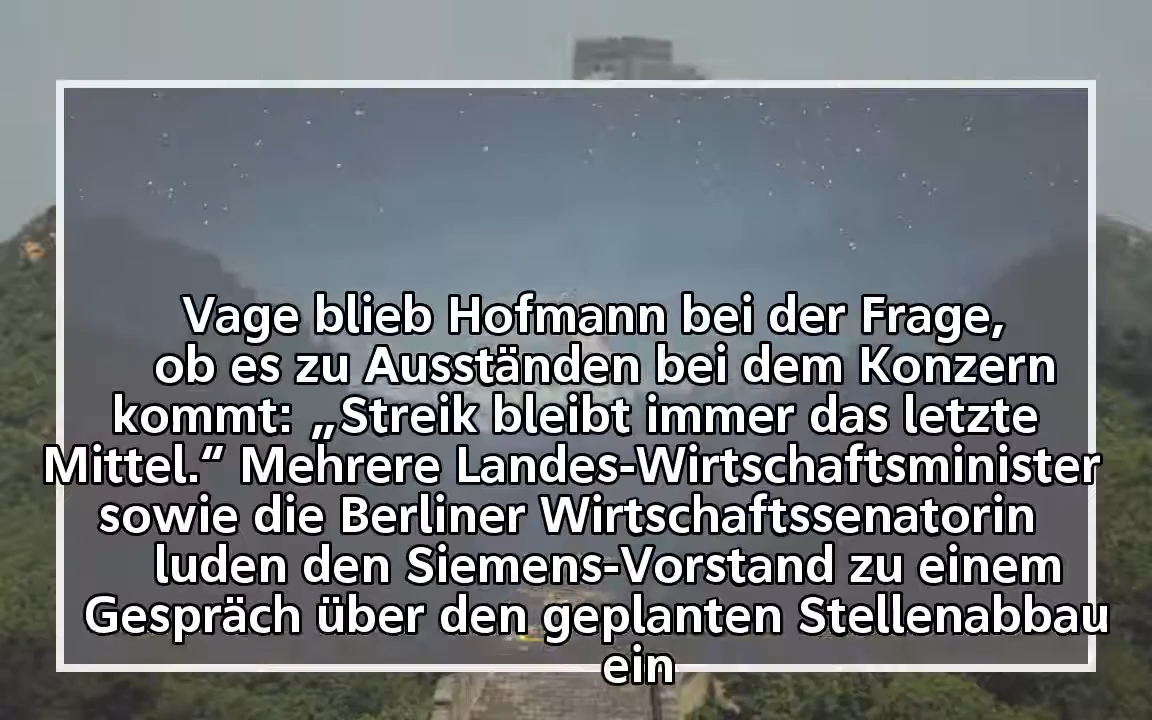 Vage blieb Hofmann bei der Frage,
ob es zu Ausständen bei dem Konzern
kommt: „Streik bleibt immer das letzte
Mittel.“ Mehrere Landes-Wirtschaftsminister
sowie die Berliner Wirtschaftssenatorin
luden den Siemens-Vorstand zu einem
Gespräch über den geplanten Stellenabbau
ein